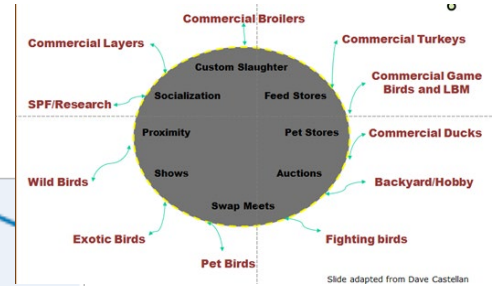 Commercial Broilers
Commercial Layers
Commercial Turkeys
Custom Slaughter
Commercial Game
Birds and LBM
Socialization
Feed Stores
SPF/Research
Proximity
Pet Stores
Commercial Ducks
Shows
Auctions
Wild Birds
Backyard/Hobby
Swap Meets
Exotic Birds
Fighting birds
Pet Birds
Slide adapted from Dave Castellan